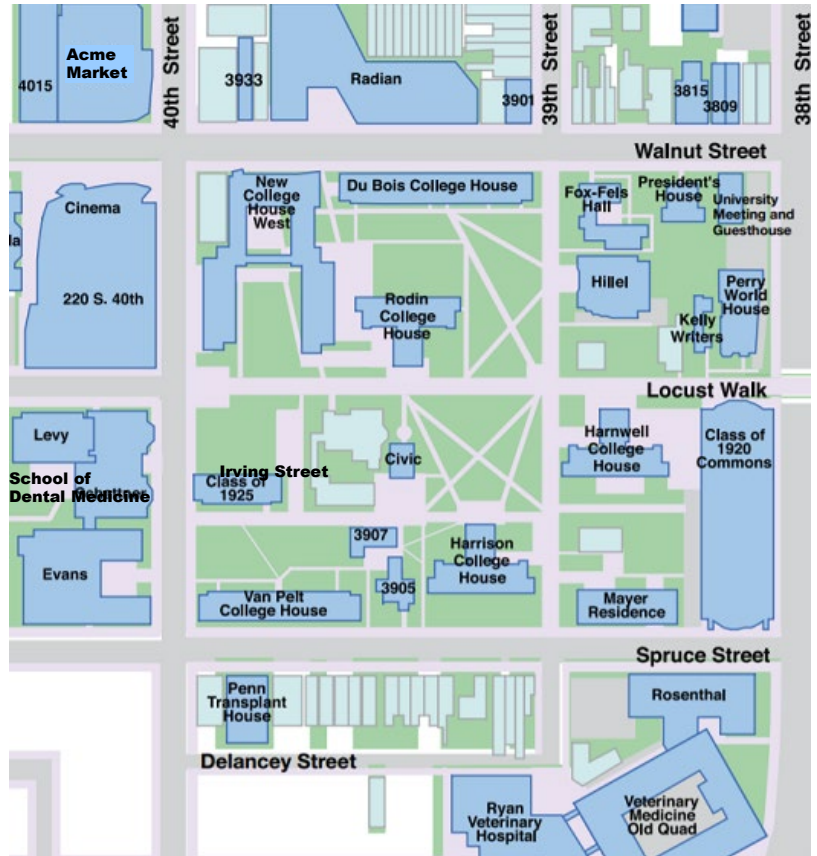 Acme
Market
4015
40th Street
3933
Radian
3901
39th Street
3815
3809
38th Street
Walnut Street
Cinema
220 S. 40th
la
New
College
House
West
Du Bois College House
Rodin
College
House
Fox-Fels
Hall
President's
House
University
Meeting and
Guesthouse
Hillel
Perry
World
House
Kelly
Writers
Locust Walk
Levy
School of
Dental Medicine
Evans
Irving Street
Class of
1925
Civic
Harnwell
College
House
Class of
1920
Commons
3907
Harrison
College
House
Van Pelt
College House
3905
Mayer
Residence
Spruce Street
Penn
Transplant
House
Rosenthal
Delancey Street
Ryan
Veterinary
Hospital
Veterinary
Medicine
Old Quad